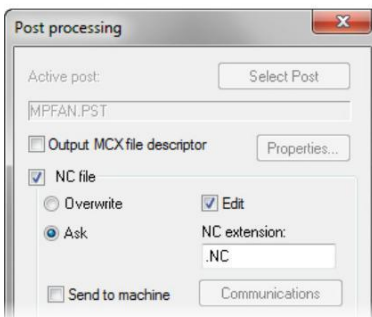 Post processing
Active post:
Select Post
MPFAN.PST
Output MCX file descriptor
Properties...
NC file
Overwrite
Edit
Ask
NC extension:
.NC
Send to machine
Communications